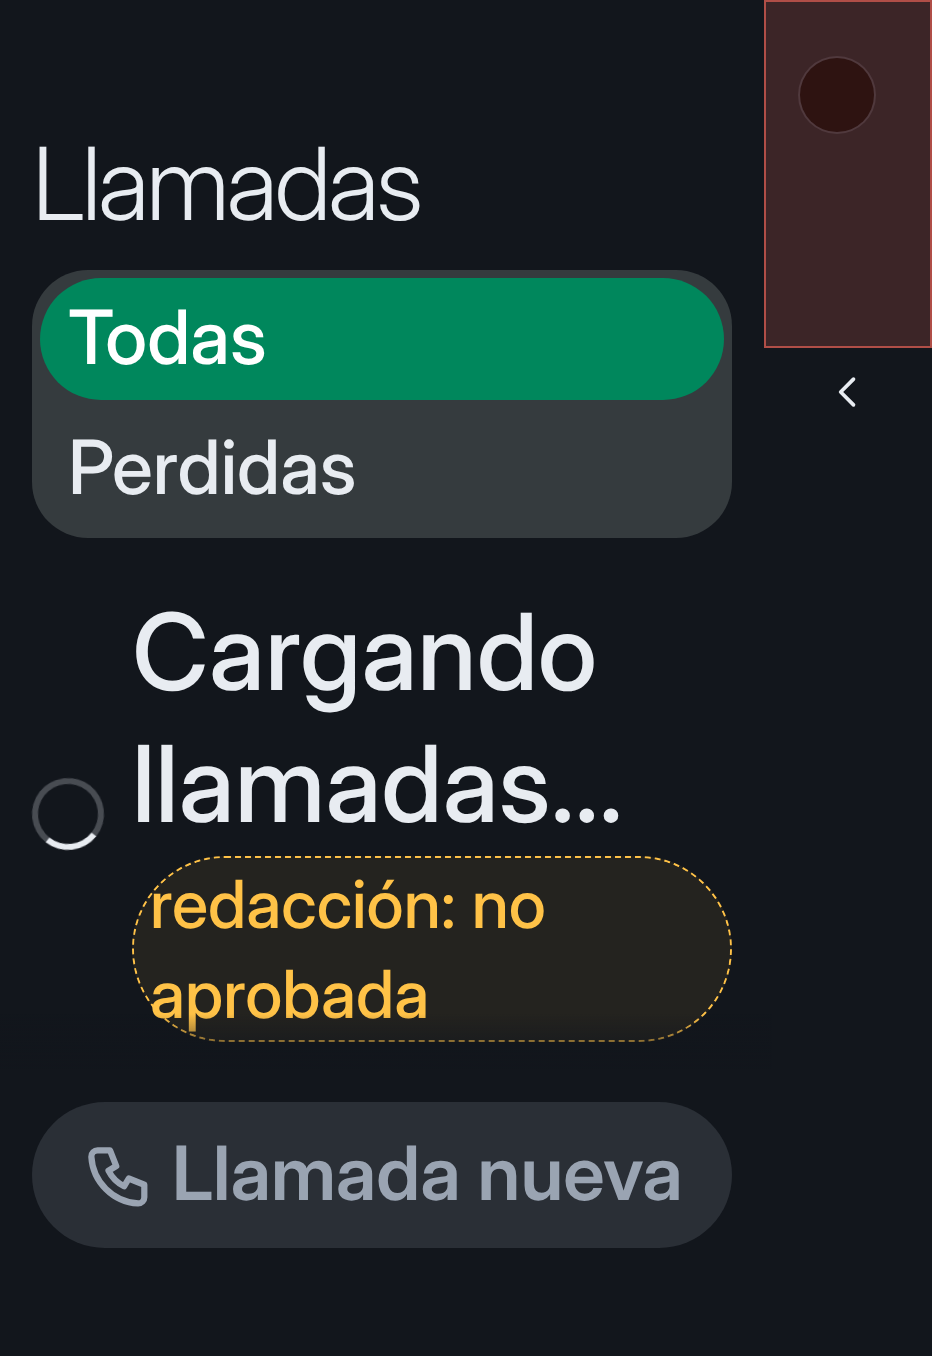 Llamadas
Todas
Perdidas
Cargando
llamadas...
redacción: no
aprobada
Llamada nueva